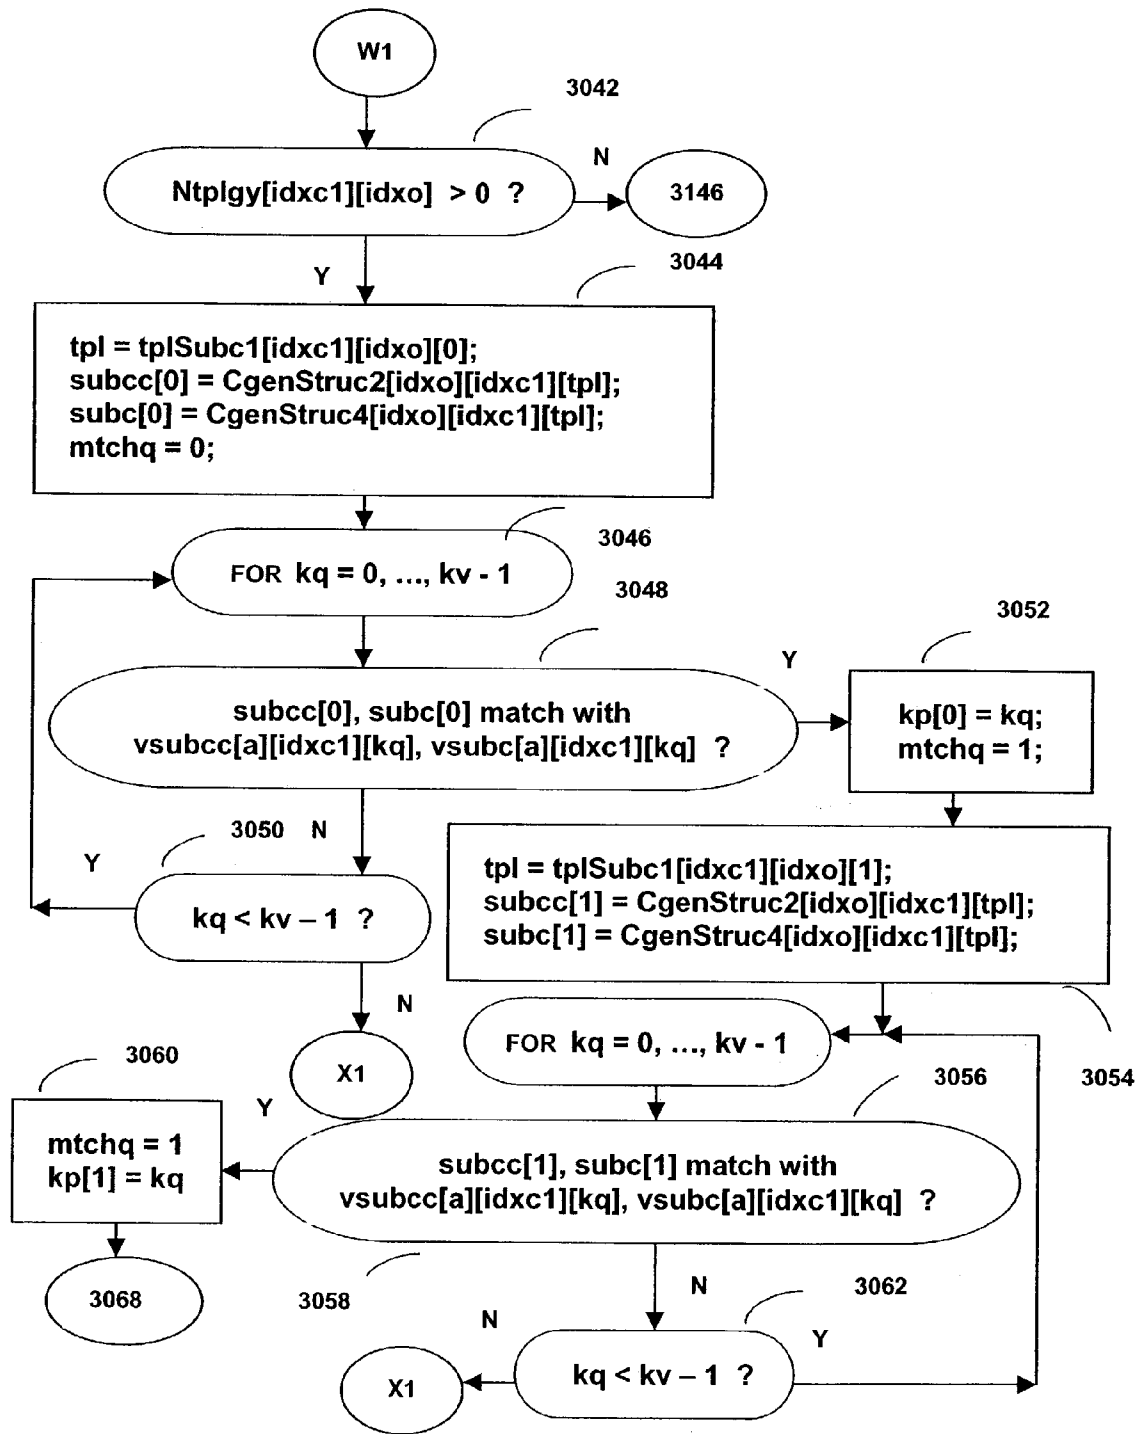 W1
3042
Ntplgy[idxc1][idxo] > 0 ?
N
3146
Y
3044
tpl = tplSubc1[idxc1][idxo][0];
subcc[0] = CgenStruc2[idxo][idxc1][tpl];
subc[0] = CgenStruc4[idxo][idxc1][tpl];
mtchq = 0;
3046
FOR kq = 0, ..., kv - 1
3048
subcc[0], subc[0] match with
vsubcc[a][idxc1][kq], vsubc[a][idxc1][kq] ?
Y
3052
kp[0] = kq;
mtchq = 1;
3050
N
Y
kq < kv – 1 ?
N
X1
tpl = tplSubc1[idxc1][idxo][1];
subcc[1] = CgenStruc2[idxo][idxc1][tpl];
subc[1] = CgenStruc4[idxo][idxc1][tpl];
3054
FOR kq = 0, ..., kv - 1
3056
3060
Y
mtchq = 1
kp[1] = kq
subcc[1], subc[1] match with
vsubcc[a][idxc1][kq], vsubc[a][idxc1][kq] ?
3068
3058
N
3062
N
Y
kq < kv – 1 ?
X1